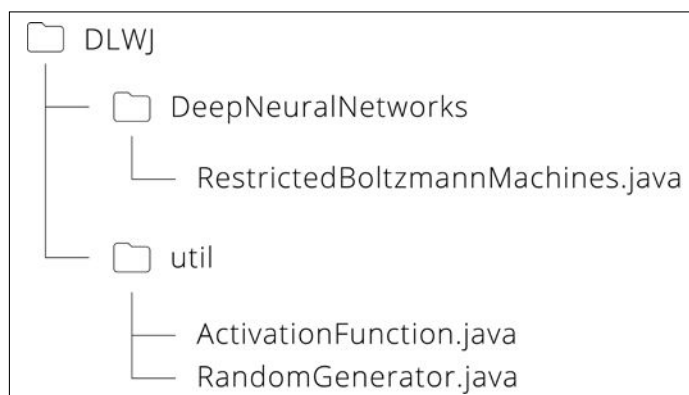 DLWJ
DeepNeuralNetworks
RestrictedBoltzmannMachines.java
util
ActivationFunction.java
RandomGenerator.java